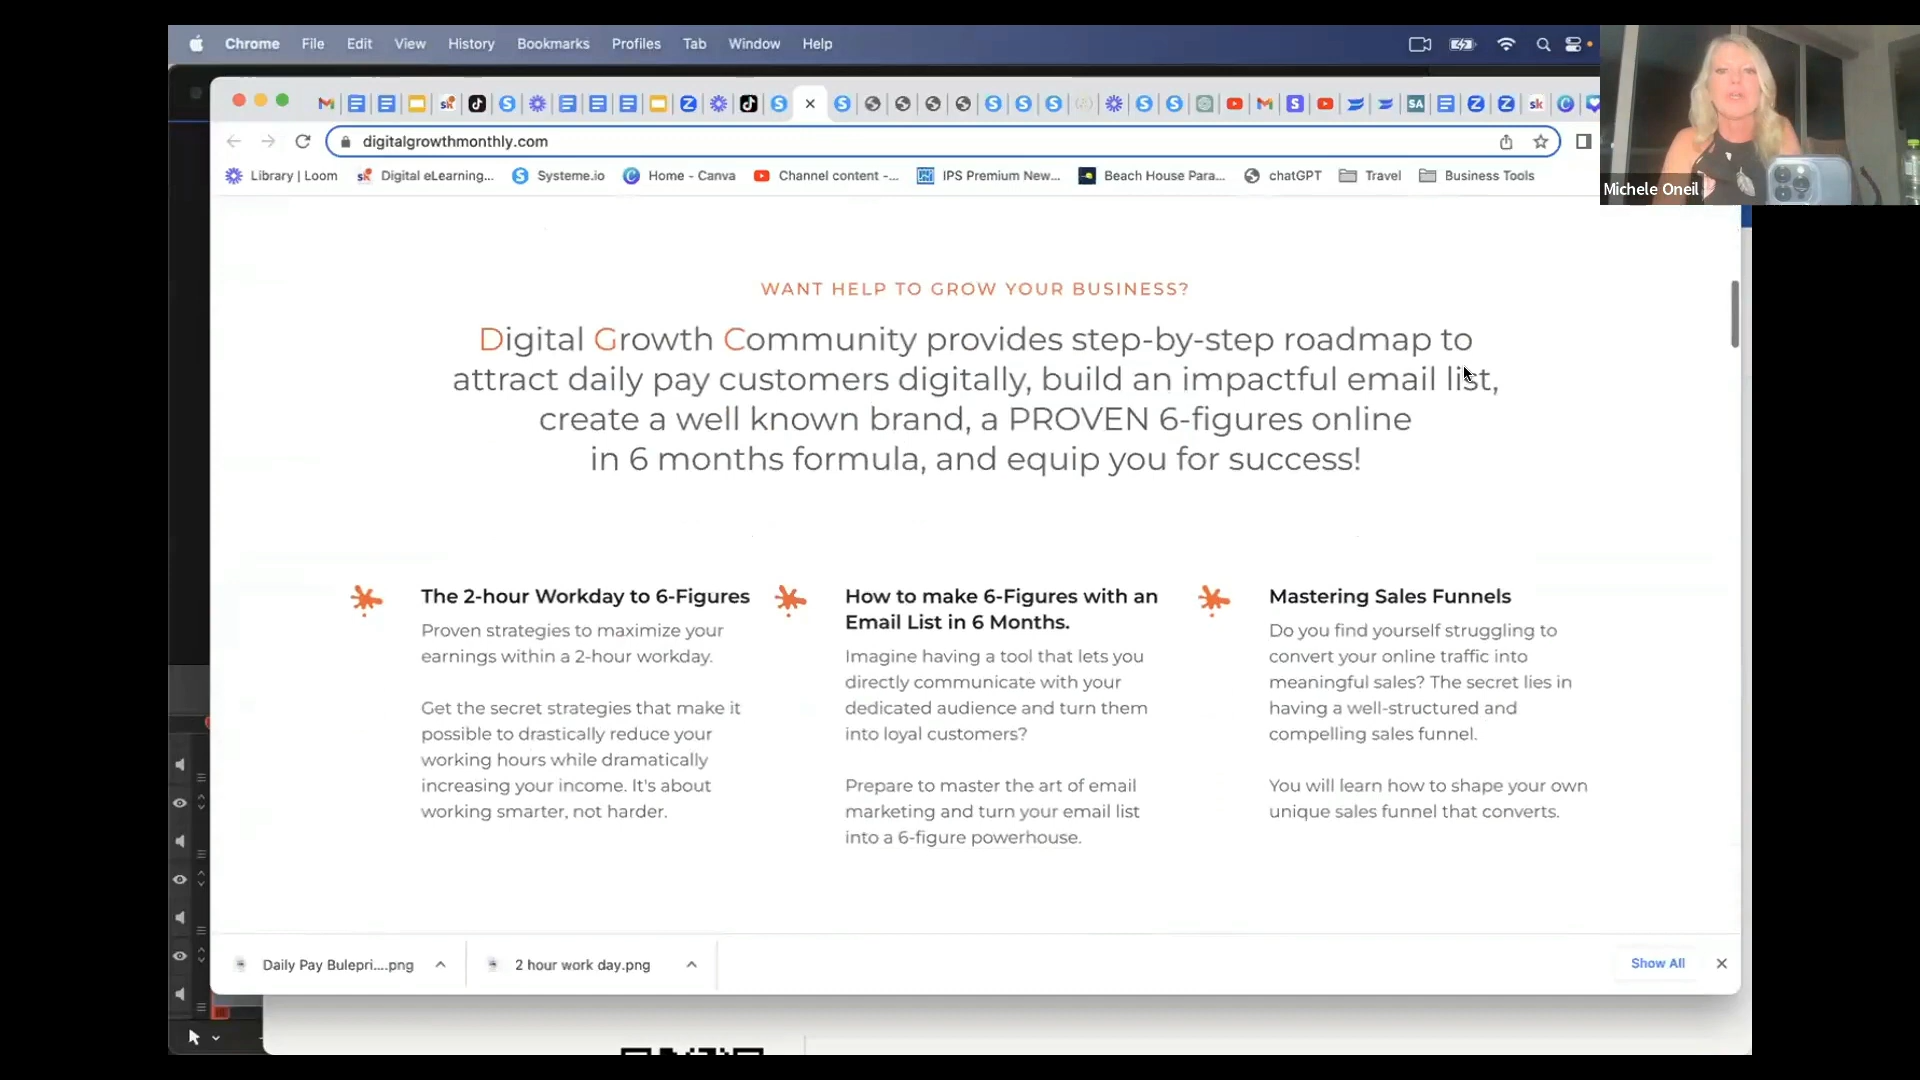 Chrome File Edit View History Bookmarks Profiles Tab Window Help
digitalgrowthmonthly.com
Library | Loom Digital eLearning... Systeme.io Home - Canva Channel content -... IPS Premium New... Beach House Para... chatGPT Travel Business Tools
Michele Oneil
WANT HELP TO GROW YOUR BUSINESS?
Digital Growth Community provides step-by-step roadmap to
attract daily pay customers digitally, build an impactful email list,
create a well known brand, a PROVEN 6-figures online
in 6 months formula, and equip you for success!
The 2-hour Workday to 6-Figures
Proven strategies to maximize your
earnings within a 2-hour workday.
Get the secret strategies that make it
possible to drastically reduce your
working hours while dramatically
increasing your income. It's about
working smarter, not harder.
How to make 6-Figures with an
Email List in 6 Months.
Imagine having a tool that lets you
directly communicate with your
dedicated audience and turn them
into loyal customers?
Prepare to master the art of email
marketing and turn your email list
into a 6-figure powerhouse.
Mastering Sales Funnels
Do you find yourself struggling to
convert your online traffic into
meaningful sales? The secret lies in
having a well-structured and
compelling sales funnel.
You will learn how to shape your own
unique sales funnel that converts.
Daily Pay Bulepri....png 2 hour work day.png Show All